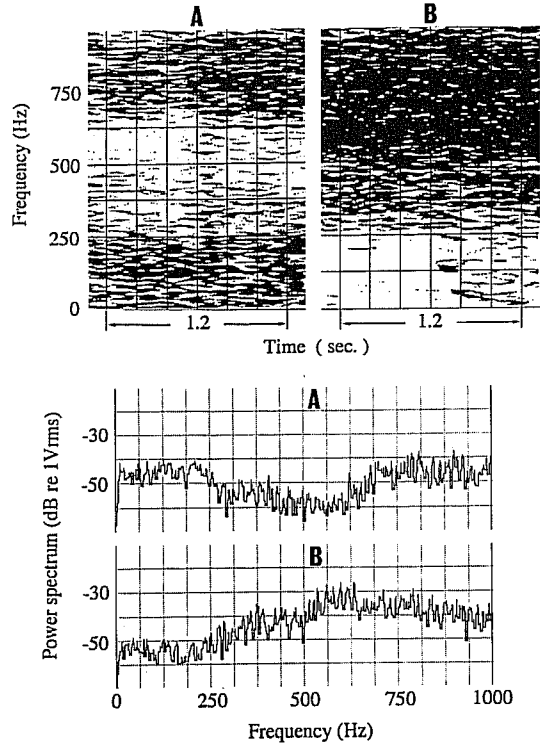 A B
Frequency (Hz)
750
500
250
0
1.2 1.2
Time ( sec. )
Power spectrum (dB re 1Vrms)
A
-30
-50
B
-30
-50
0 250 500 750 1000
Frequency (Hz)